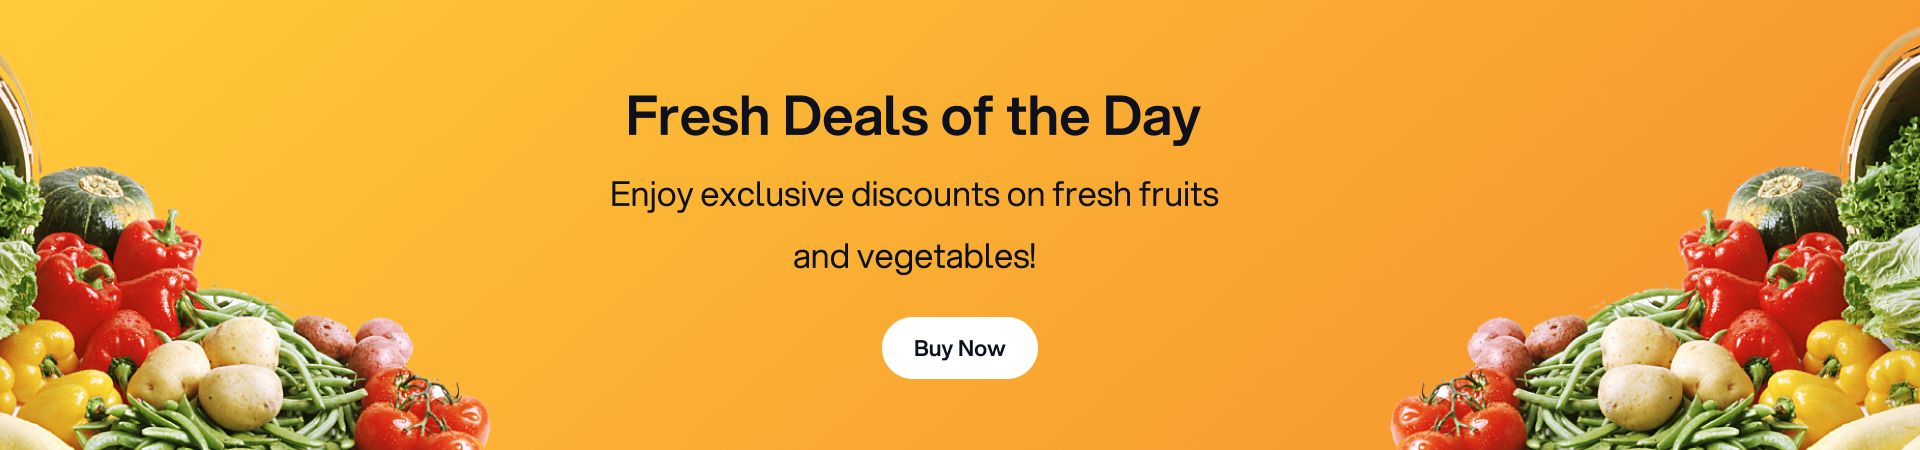 Fresh Deals of the Day
Enjoy exclusive discounts on fresh fruits
and vegetables!
Buy Now